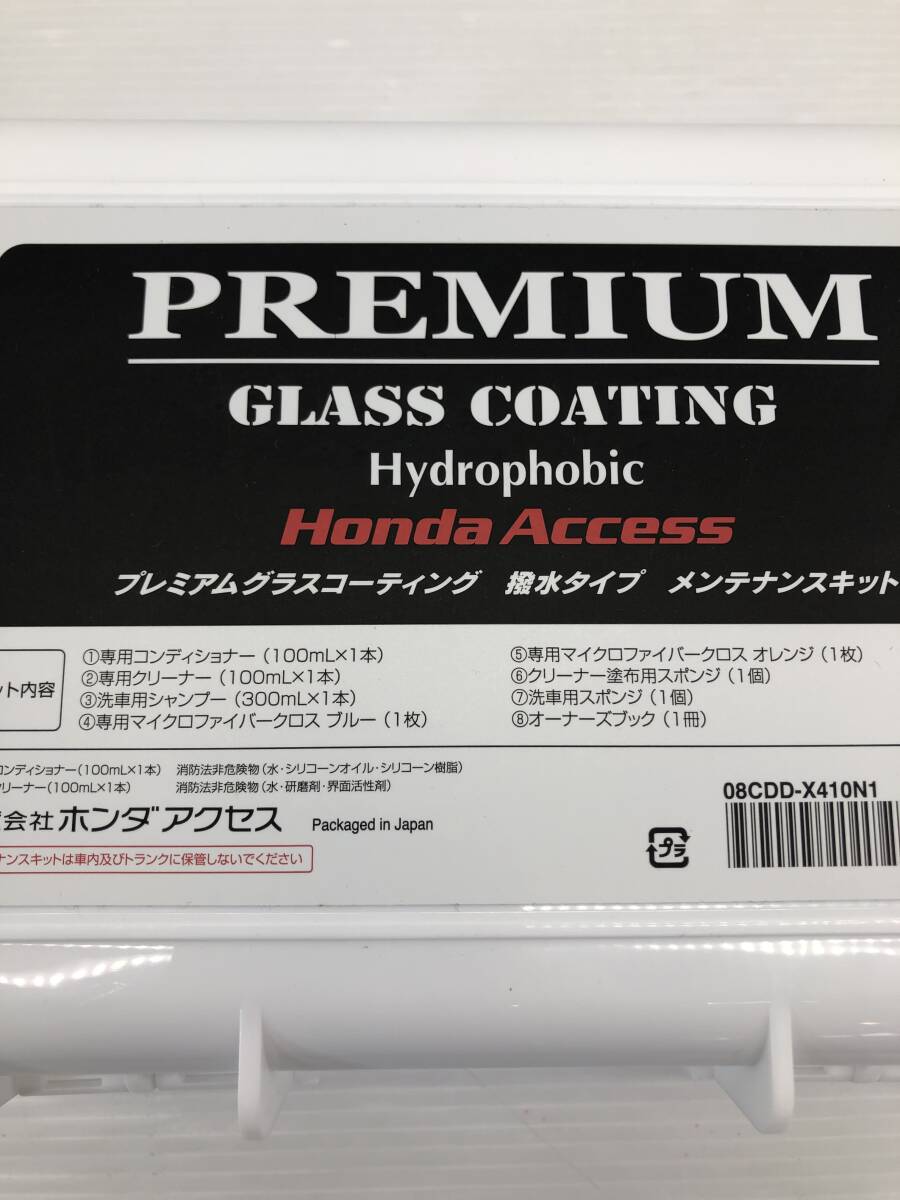 PREMIUM
GLASS COATING
Hydrophobic
Honda Access
プレミアムグラスコーティング 撥水タイプ メンテナンスキット
ット内容
①専用コンディショナー(100mL×1本)
②専用クリーナー(100mL×1本)
③洗車用シャンプー(300mL×1本)
④専用マイクロファイバークロス ブルー(1枚)
⑤専用マイクロファイバークロス オレンジ(1枚)
⑥クリーナー塗布用スポンジ(1個)
⑦洗車用スポンジ(1個)
⑧オーナーズブック(1冊)
コンディショナー(100mL×1本) 消防法非危険物(水・シリコーンオイル・シリコーン樹脂)
クリーナー(100mL×1本) 消防法非危険物(水・研磨剤・界面活性剤)
会社ホンダアクセス Packaged in Japan
ナンスキットは車内及びトランクに保管しないでください
プラ
08CDD-X410N1